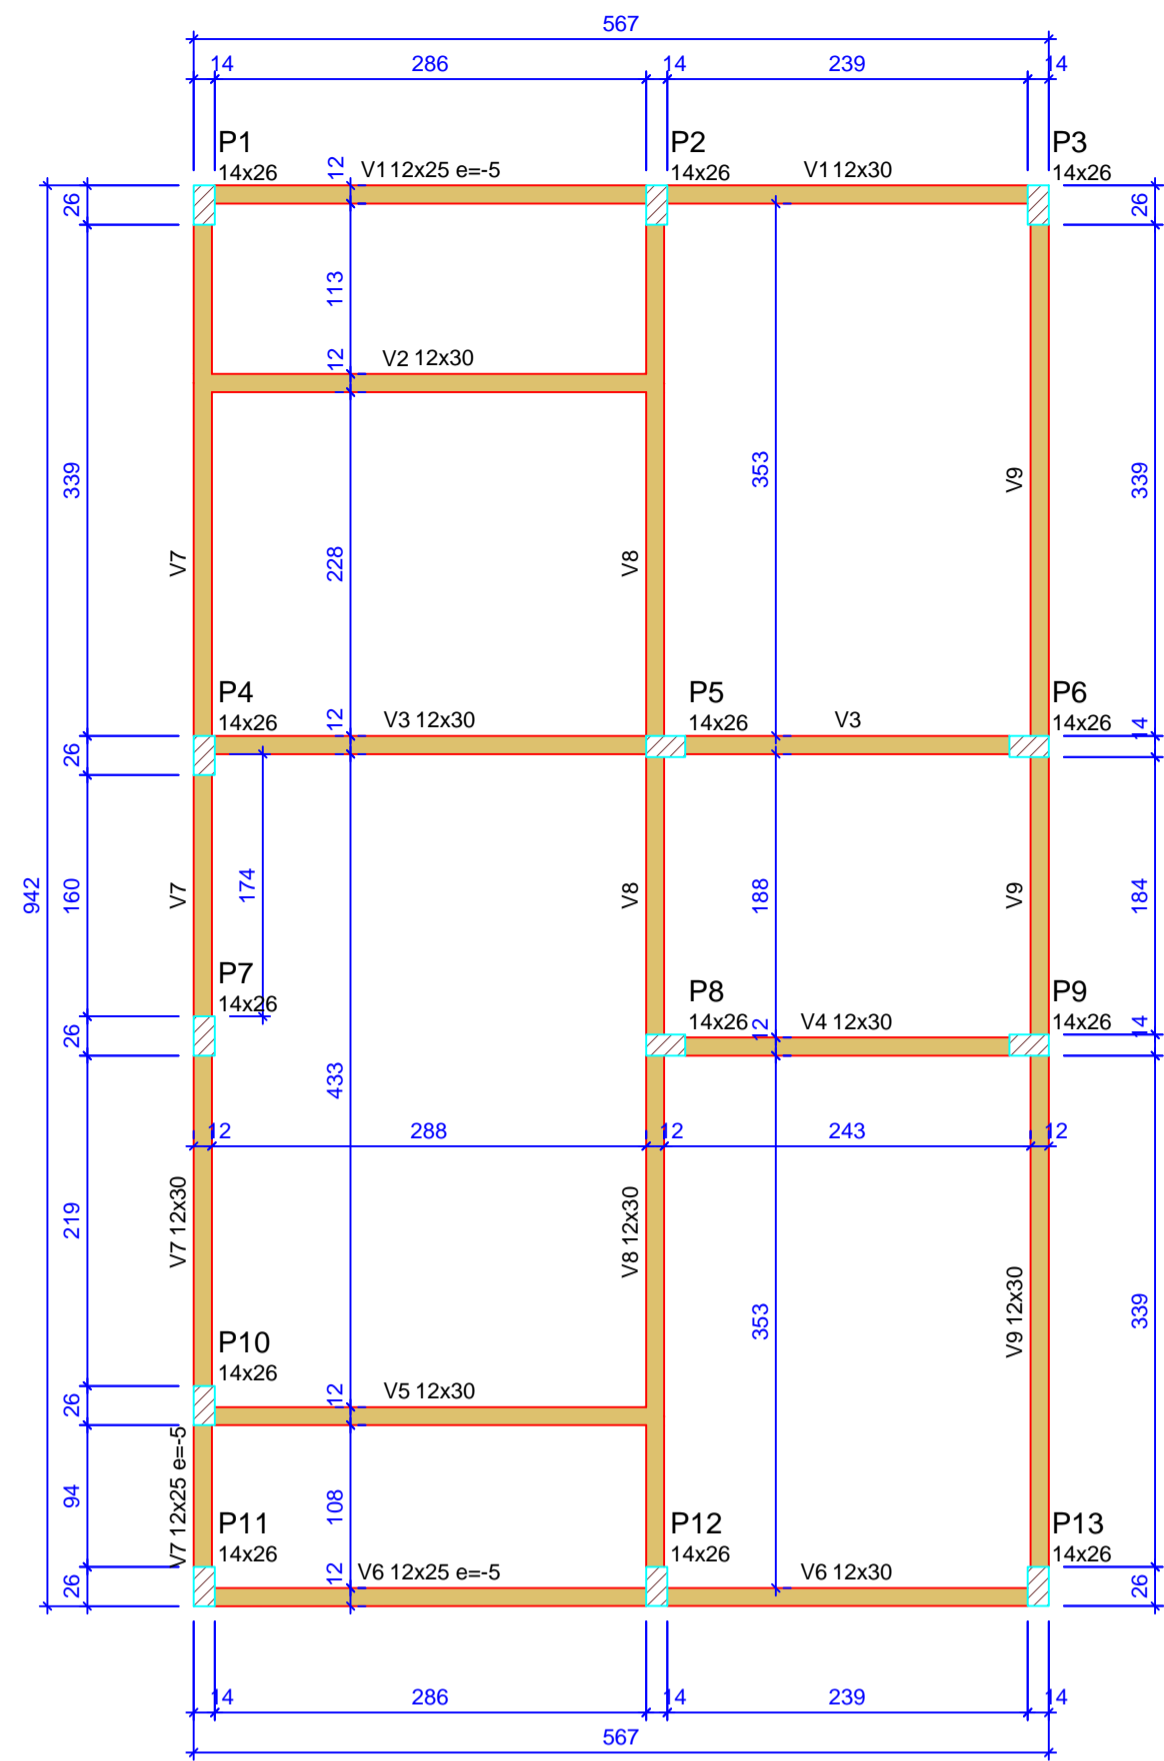 567
14 286 14 239 14
P1 P2 P3
14x26 12 V1 12x25 e=-5 14x26 V1 12x30 14x26
26 26
113
12 V2 12x30
339 353 V9 339
V7 228 V8
P4 P5 P6
14x26 12 V3 12x30 14x26 V3 14x26
26 14
942 160 V7 174 V8 188 V9 184
P7
14x26
P8 P9
14x26 12 V4 12x30 14x26
26 14
433
12 288 12 243 12
219 V7 12x30 V8 12x30
353 V9 12x30 339
P10
14x26
26 12 V5 12x30
94 V7 12x25 e=-5 108
P11 P12 P13
14x26 14x26 14x26
26 12 V6 12x25 e=-5 V6 12x30 26
14 286 14 239 14
567